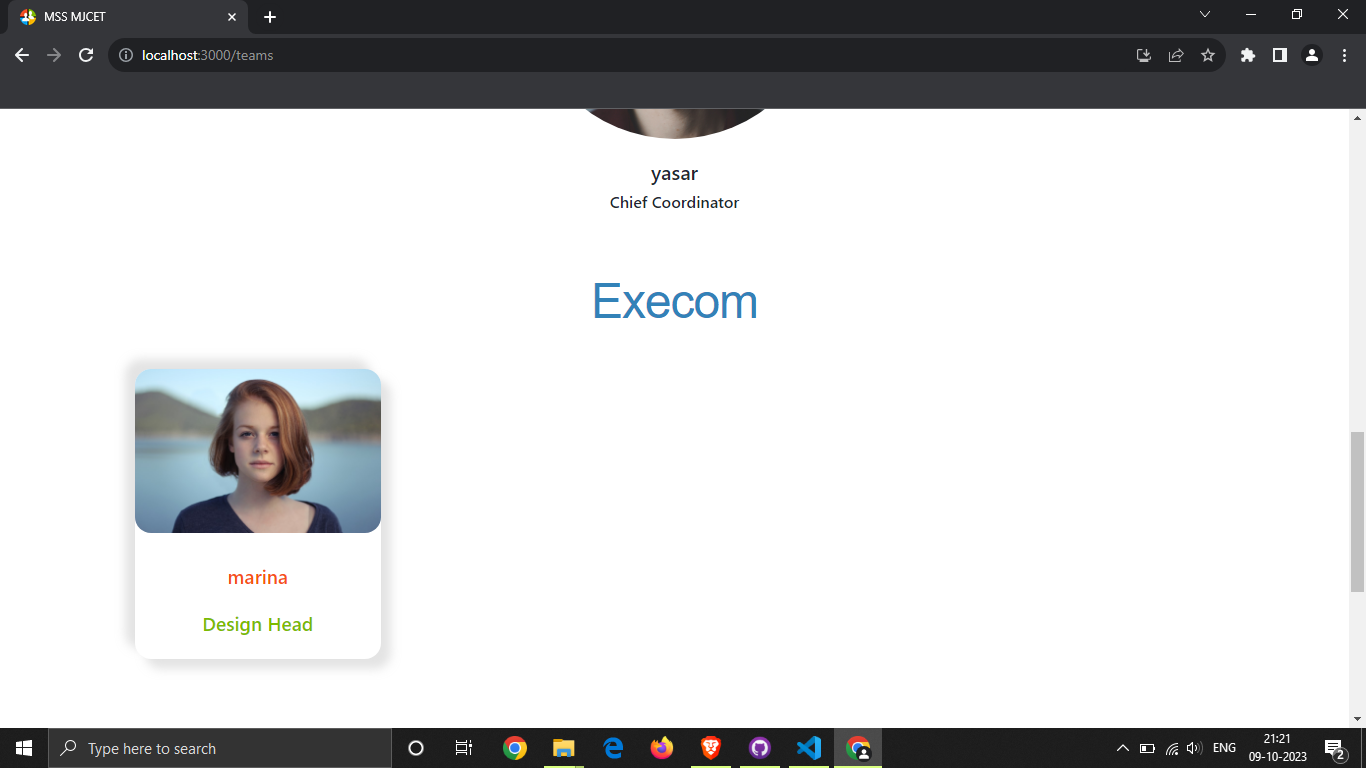 MSS MJCET
localhost:3000/teams
yasar
Chief Coordinator
Execom
marina
Design Head
Type here to search
ENG
21:21
09-10-2023
2